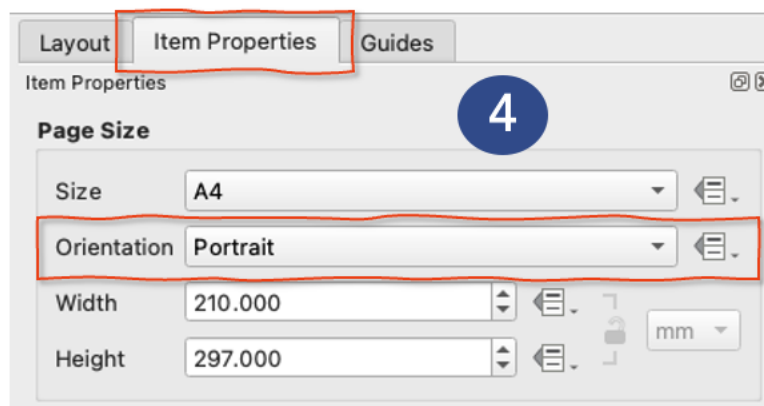 Layout Item Properties Guides
Item Properties
4
Page Size
Size A4
Orientation Portrait
Width 210.000
mm
Height 297.000